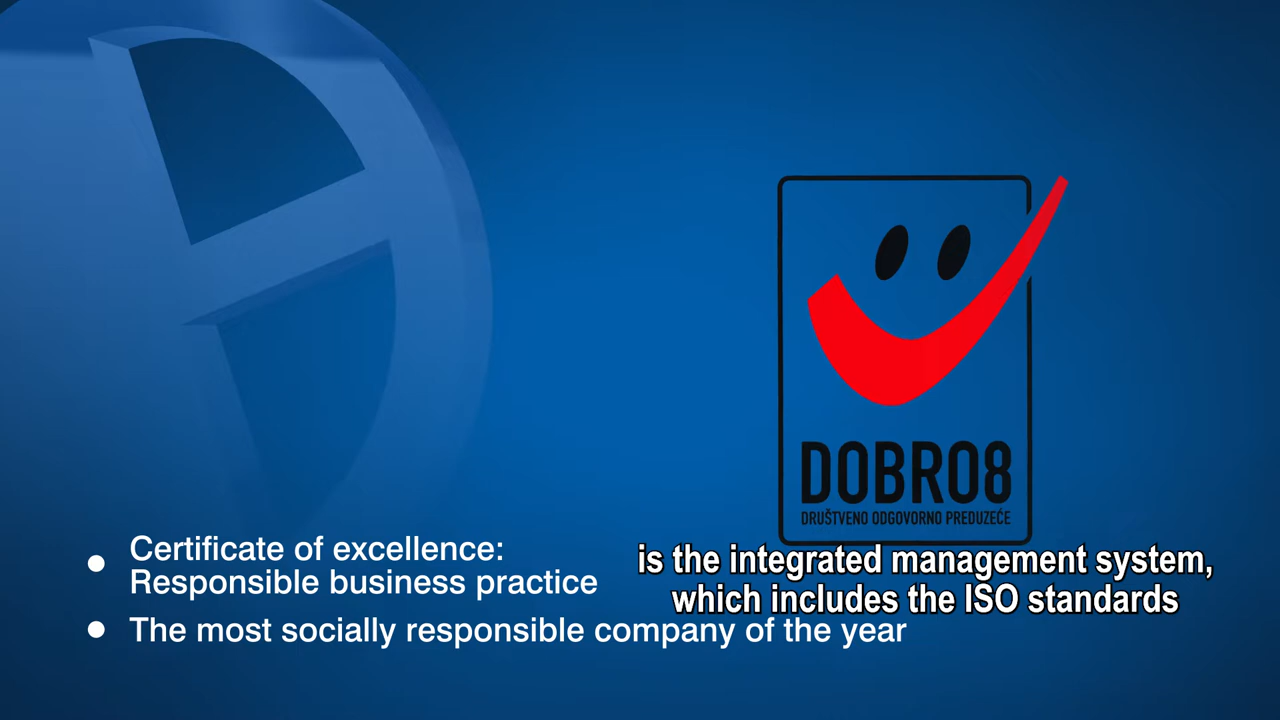 DOBRO8
DRUŠTVENO ODGOVORNO PREDUZEĆE
Certificate of excellence:
Responsible business practice
The most socially responsible company of the year
is the integrated management system,
which includes the ISO standards